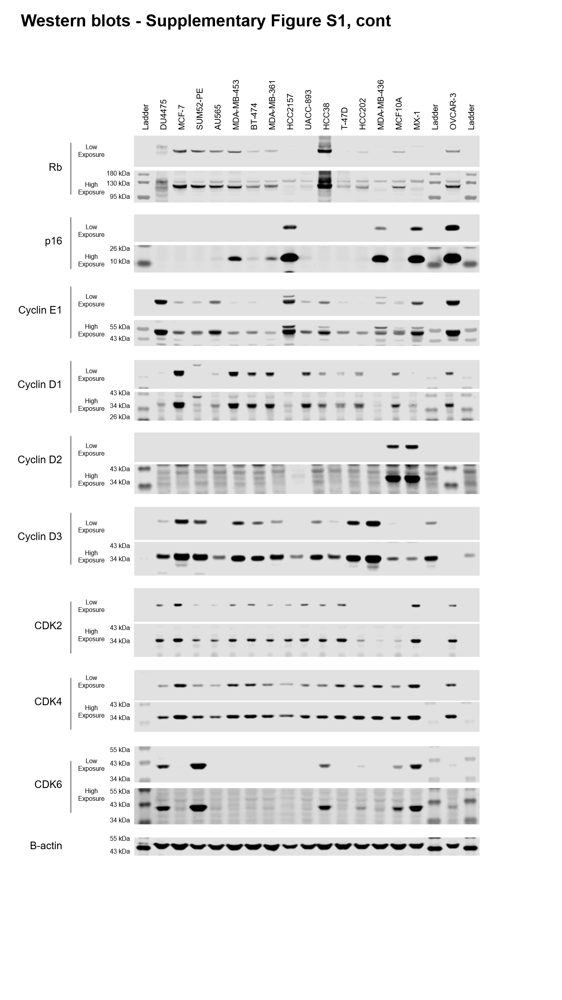 Western blots - Supplementary Figure S1, cont
Ladder
DU4475
MCF-7
SUM52-PE
AU565
MDA-MB-453
BT-474
MDA-MB-361
HCC2157
UACC-893
HCC38
T-47D
HCC202
MDA-MB-436
MCF10A
MX-1
Ladder
OVCAR-3
Ladder
Rb
Low
Exposure
High
Exposure
180 kDa
130 kDa
95 kDa
p16
Low
Exposure
High
Exposure
26 kDa
10 kDa
Cyclin E1
Low
Exposure
High
Exposure
55 kDa
43 kDa
Cyclin D1
Low
Exposure
High
Exposure
43 kDa
34 kDa
26 kDa
Cyclin D2
Low
Exposure
High
Exposure
43 kDa
34 kDa
Cyclin D3
Low
Exposure
High
Exposure
43 kDa
34 kDa
CDK2
Low
Exposure
High
Exposure
43 kDa
34 kDa
CDK4
Low
Exposure
High
Exposure
43 kDa
34 kDa
CDK6
Low
Exposure
55 kDa
43 kDa
34 kDa
High
Exposure
55 kDa
43 kDa
34 kDa
B-actin
55 kDa
43 kDa